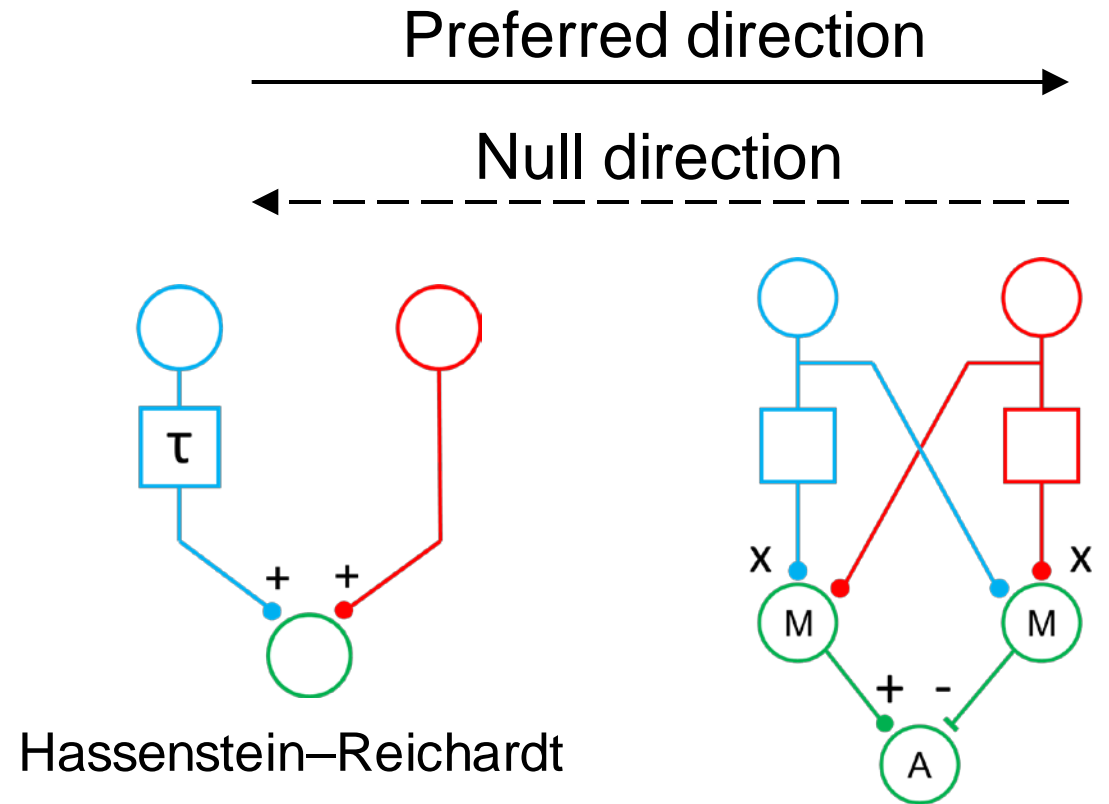 Preferred direction
Null direction
τ
+ +
x x
M M
+ -
A
Hassenstein–Reichardt